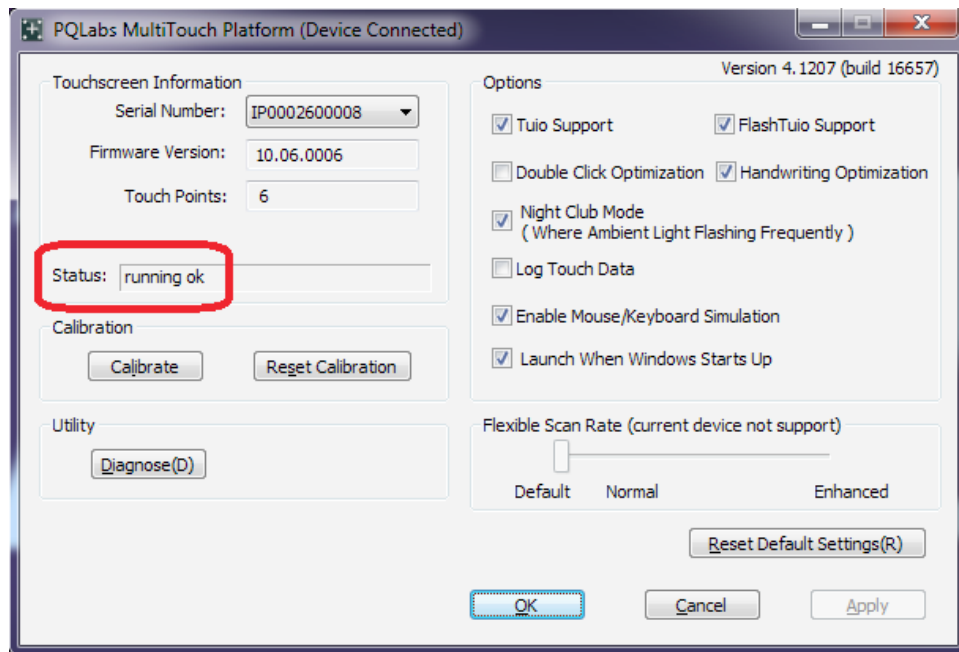 PQLabs MultiTouch Platform (Device Connected)
Version 4.1207 (build 16657)
Touchscreen Information
Serial Number: IP0002600008
Firmware Version: 10.06.0006
Touch Points: 6
Status: running ok
Calibration
Calibrate Reset Calibration
Utility
Diagnose(D)
Options
Tuio Support FlashTuio Support
Double Click Optimization Handwriting Optimization
Night Club Mode
( Where Ambient Light Flashing Frequently )
Log Touch Data
Enable Mouse/Keyboard Simulation
Launch When Windows Starts Up
Flexible Scan Rate (current device not support)
Default Normal Enhanced
Reset Default Settings(R)
OK Cancel Apply